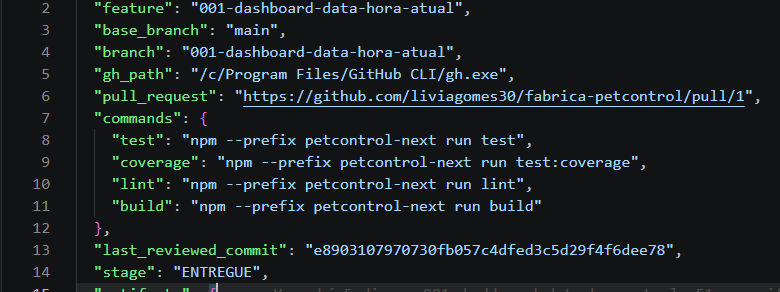 2 "feature": "001-dashboard-data-hora-atual",
3 "base_branch": "main",
4 "branch": "001-dashboard-data-hora-atual",
5 "gh_path": "/c/Program Files/GitHub CLI/gh.exe",
6 "pull_request": "https://github.com/liviagomes30/fabrica-petcontrol/pull/1",
7 "commands": {
8 "test": "npm --prefix petcontrol-next run test",
9 "coverage": "npm --prefix petcontrol-next run test:coverage",
10 "lint": "npm --prefix petcontrol-next run lint",
11 "build": "npm --prefix petcontrol-next run build"
12 },
13 "last_reviewed_commit": "e8903107970730fb057c4dfed3c5d29f4f6dee78",
14 "stage": "ENTREGUE",